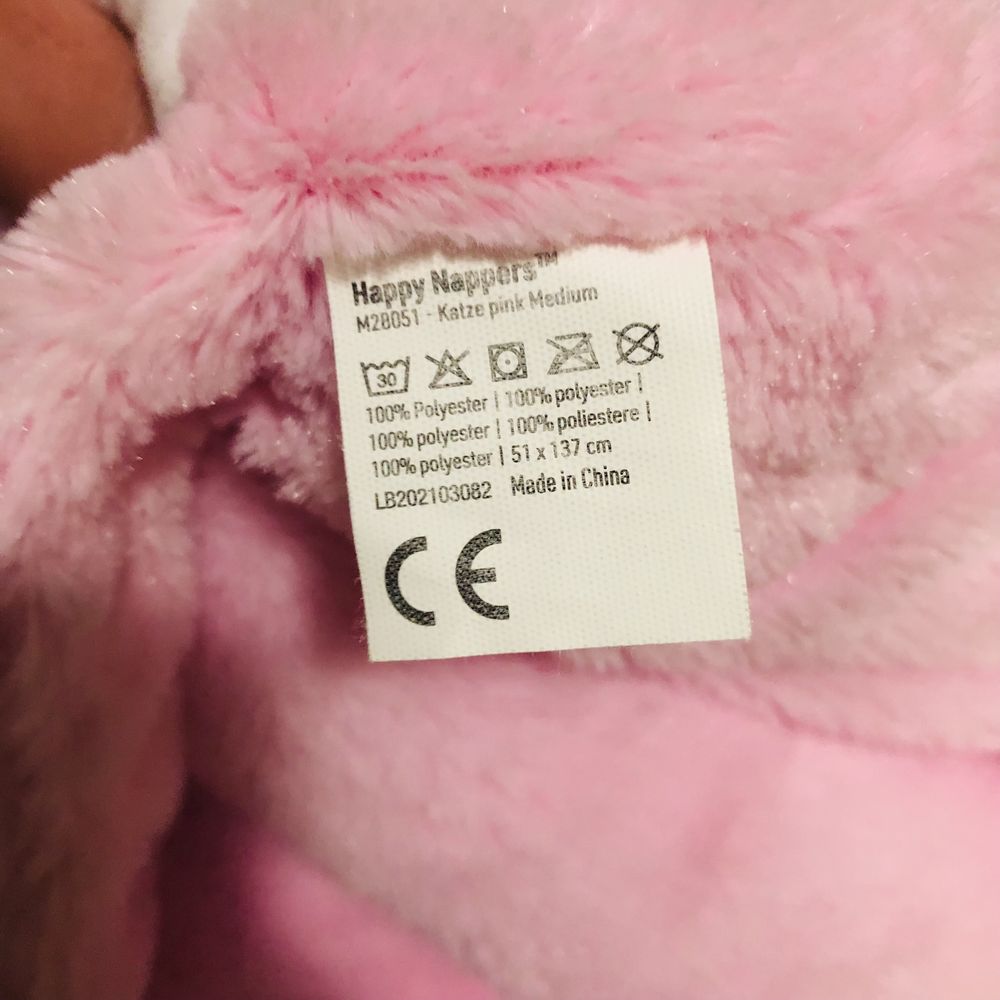 Happy Nappers™
M28051 - Katze pink Medium
30
100% Polyester | 100% polyester |
100% polyester | 100% poliestere |
100% polyester | 51 x 137 cm
LB202103082 Made in China
CE